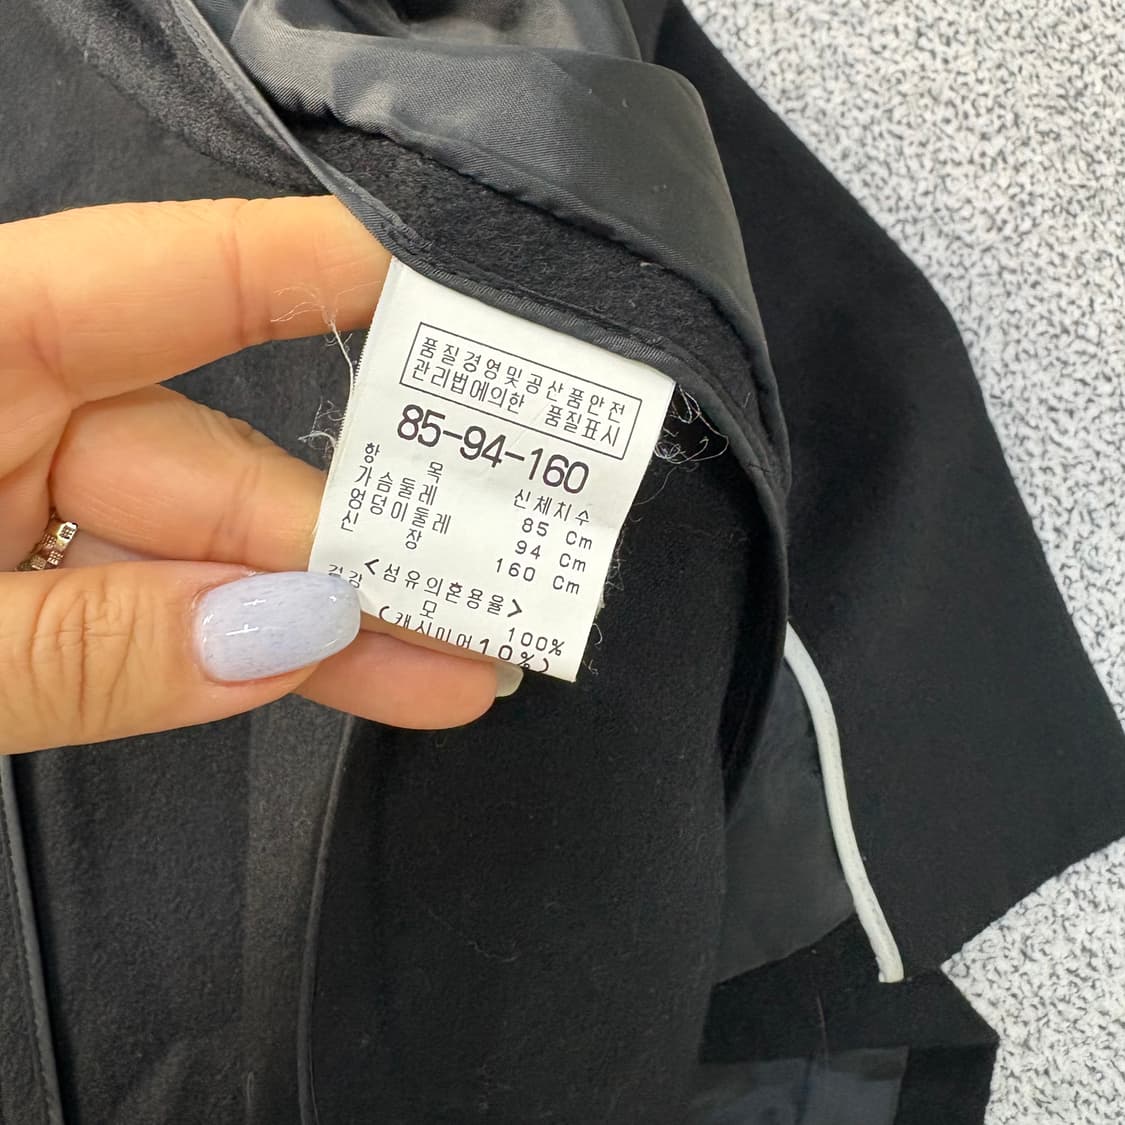 품질경영및공산품안전
관리법에의한 품질표시
85-94-160
항 목 신체치수
가슴둘레 85 Cm
엉덩이둘레 94 Cm
신 장 160 Cm
<섬유의혼용율>
겉감 모 100%
(캐시미어10%)